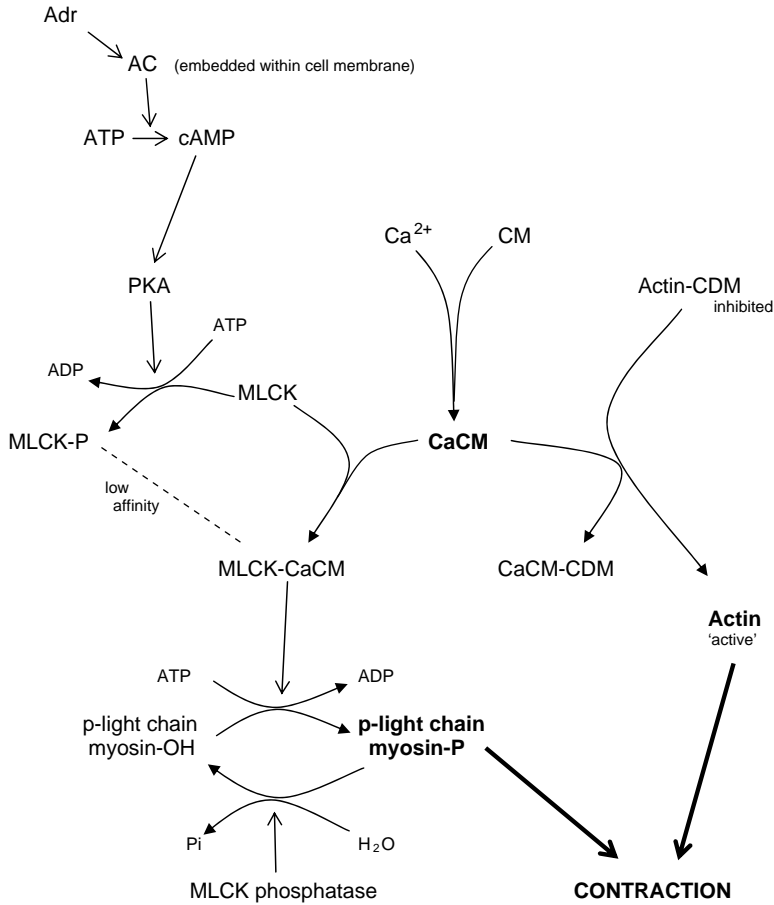 Adr
AC (embedded within cell membrane)
ATP cAMP
Ca²⁺ CM
PKA
Actin-CDM
inhibited
ATP
ADP
MLCK
MLCK-P
CaCM
low
affinity
MLCK-CaCM
CaCM-CDM
Actin
'active'
ATP
ADP
p-light chain
myosin-OH
p-light chain
myosin-P
Pi
H₂O
MLCK phosphatase
CONTRACTION